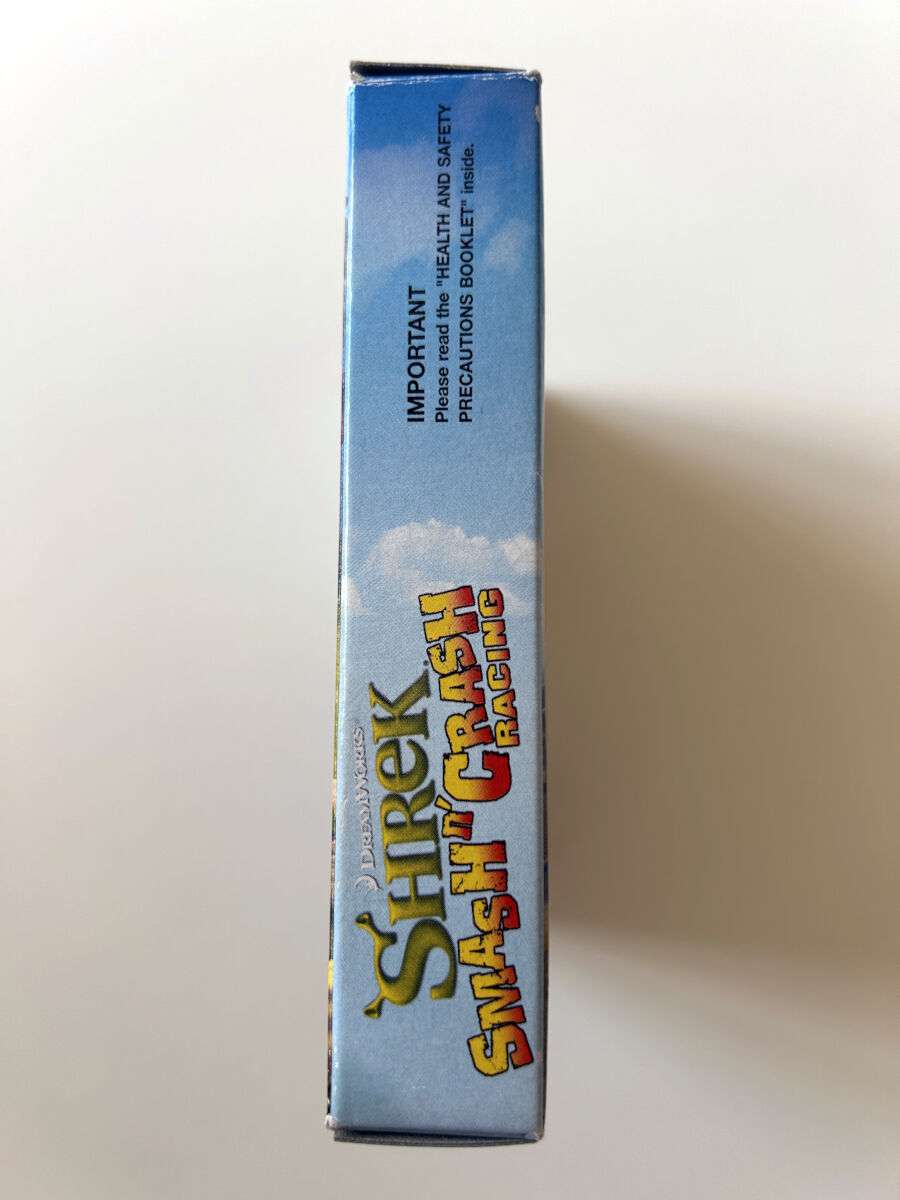 DREAMWORKS
SHREK
SMASH n' CRASH
RACING
IMPORTANT
Please read the "HEALTH AND SAFETY
PRECAUTIONS BOOKLET" inside.